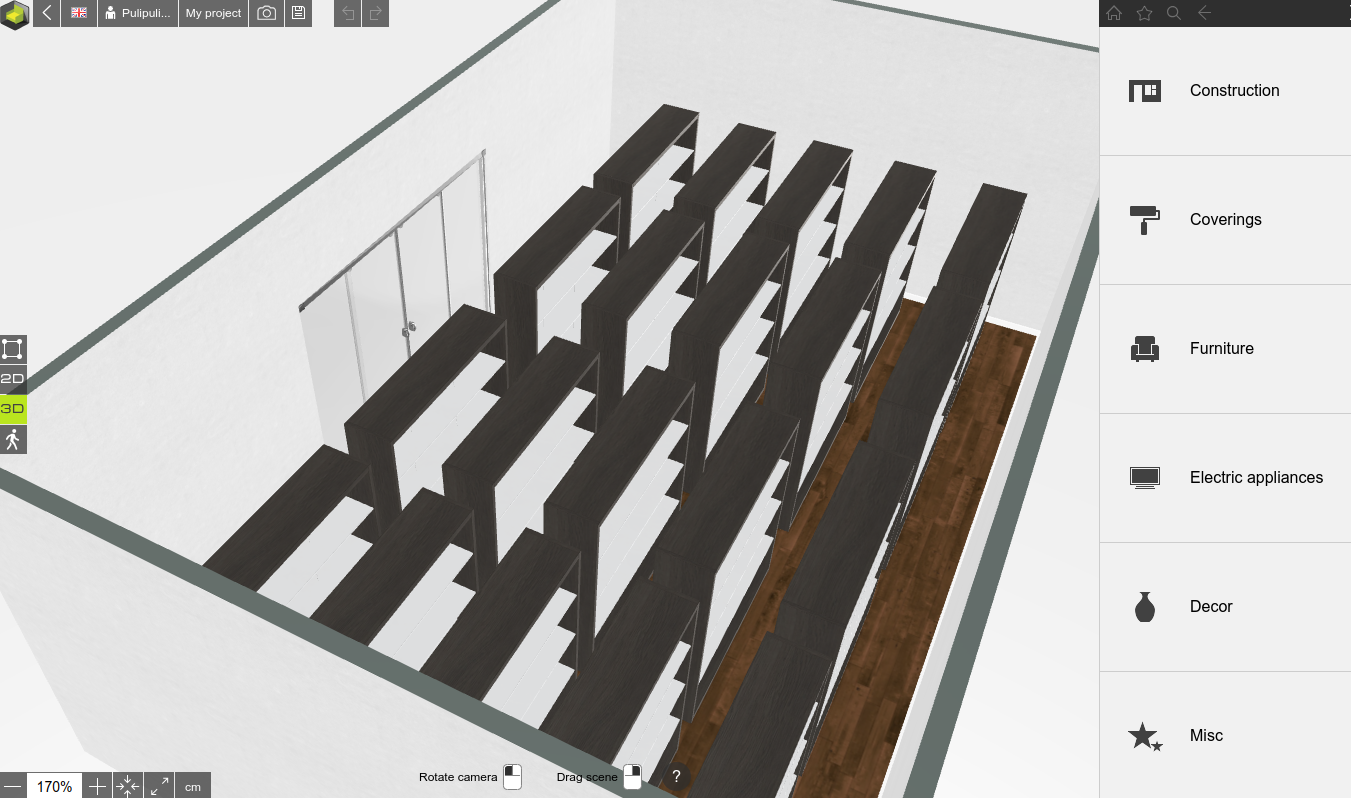 Pulipuli...
My project
Construction
Coverings
Furniture
2D
3D
Electric appliances
Decor
Misc
Rotate camera
Drag scene
?
170%
cm